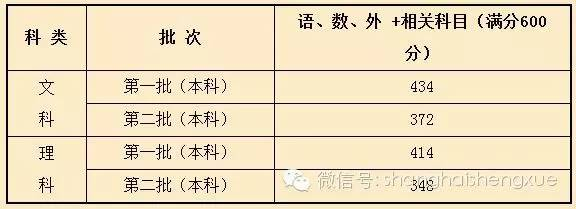 科 类
批 次
语、数、外 +相关科目（满分600
分）
文
科
第一批（本科）
434
第二批（本科）
372
理
科
第一批（本科）
414
第二批（本科）
348
微信号: shanghaishengxue